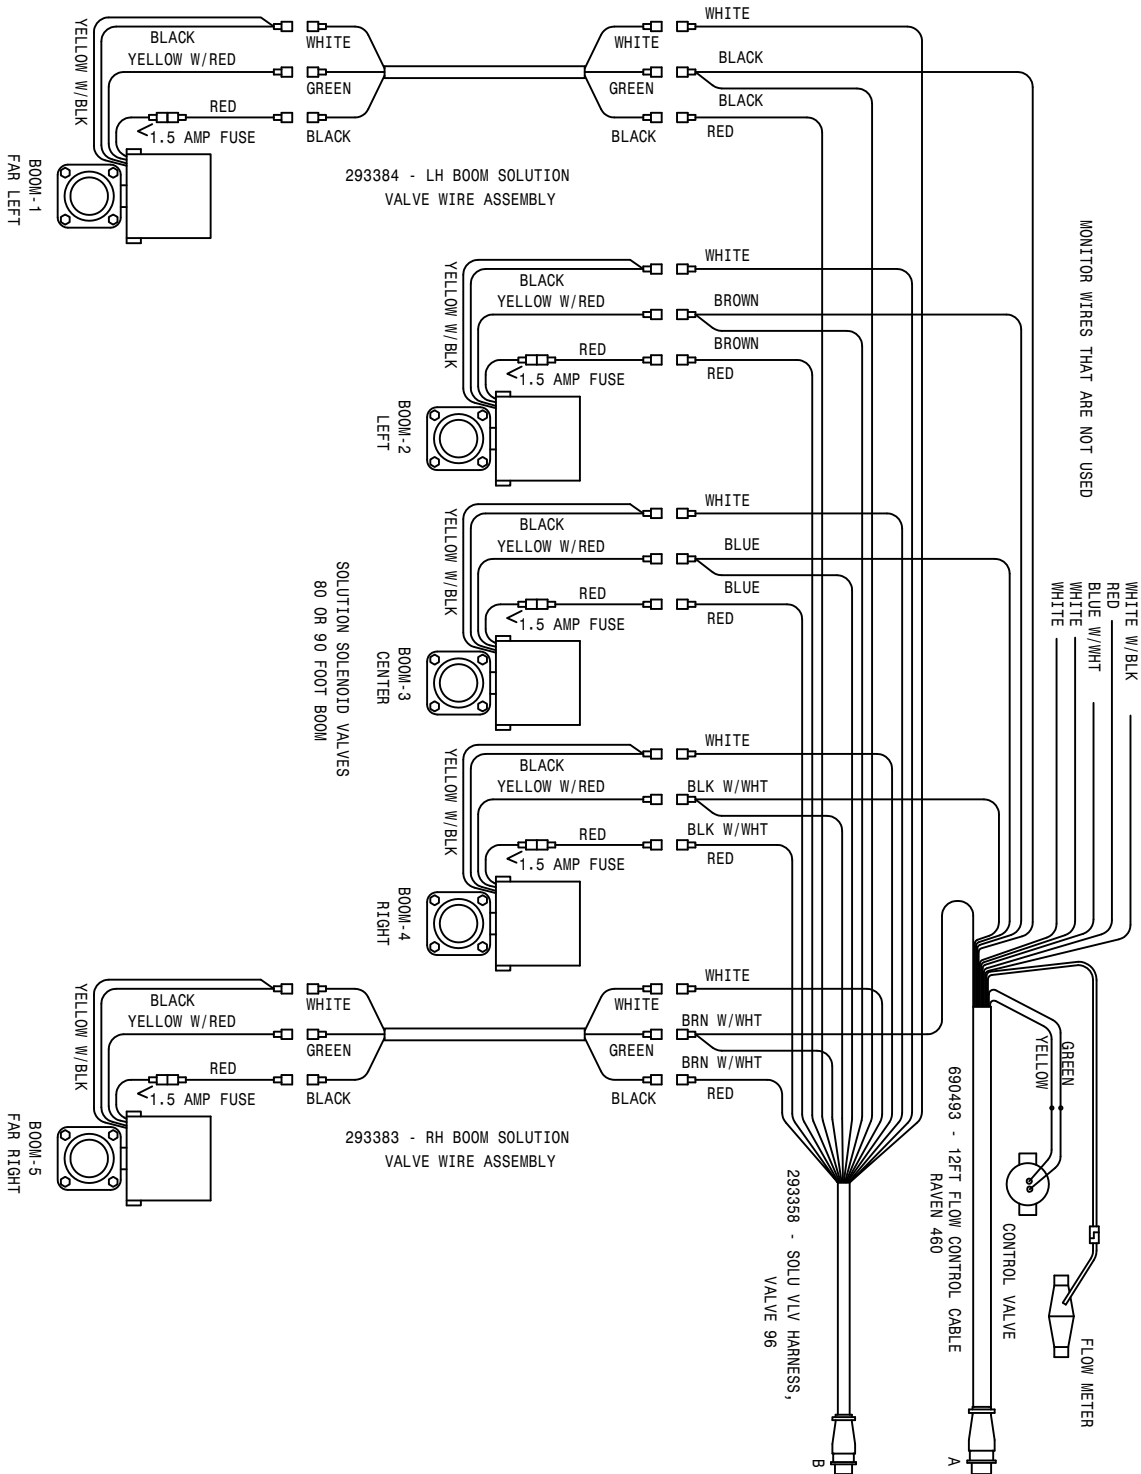 WHITE
BLACK
BLACK
RED
WHITE
GREEN
BLACK
WHITE
GREEN
BLACK
BLACK
YELLOW W/RED
RED
1.5 AMP FUSE
YELLOW W/BLK
BOOM-1
FAR LEFT
293384 - LH BOOM SOLUTION
VALVE WIRE ASSEMBLY
MONITOR WIRES THAT ARE NOT USED
WHITE
BROWN
BROWN
RED
BLACK
YELLOW W/RED
RED
1.5 AMP FUSE
YELLOW W/BLK
BOOM-2
LEFT
WHITE
BLUE
BLUE
RED
BLACK
YELLOW W/RED
RED
1.5 AMP FUSE
YELLOW W/BLK
BOOM-3
CENTER
SOLUTION SOLENOID VALVES
80 OR 90 FOOT BOOM
WHITE W/BLK
RED
BLUE W/WHT
WHITE
WHITE
WHITE
BLK W/WHT
BLK W/WHT
RED
BLACK
YELLOW W/RED
RED
1.5 AMP FUSE
YELLOW W/BLK
BOOM-4
RIGHT
WHITE
BRN W/WHT
BRN W/WHT
RED
WHITE
GREEN
BLACK
WHITE
GREEN
BLACK
BLACK
YELLOW W/RED
RED
1.5 AMP FUSE
YELLOW W/BLK
BOOM-5
FAR RIGHT
293383 - RH BOOM SOLUTION
VALVE WIRE ASSEMBLY
GREEN
YELLOW
690493 - 12FT FLOW CONTROL CABLE
RAVEN 460
CONTROL VALVE
FLOW METER
293358 - SOLU VLV HARNESS,
VALVE 96
A
B